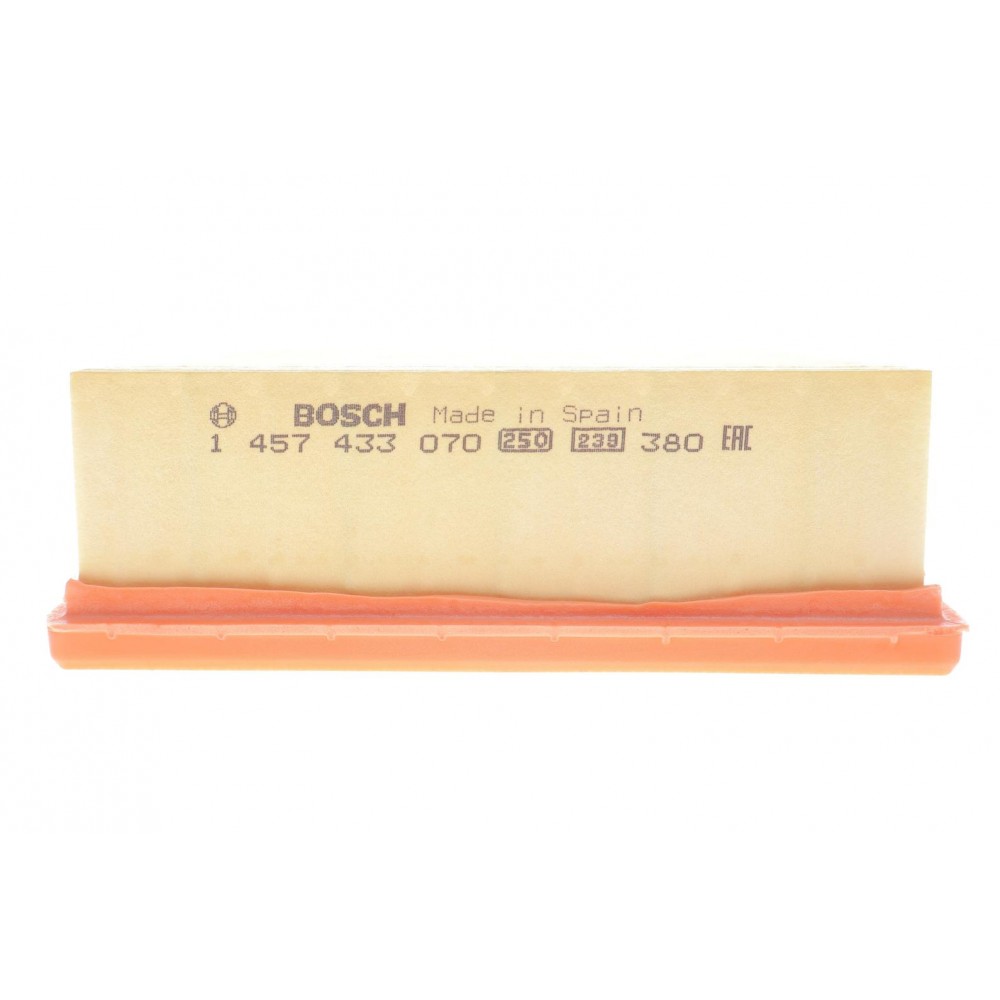 BOSCH Made in Spain
1 457 433 070 250 239 380 EAC